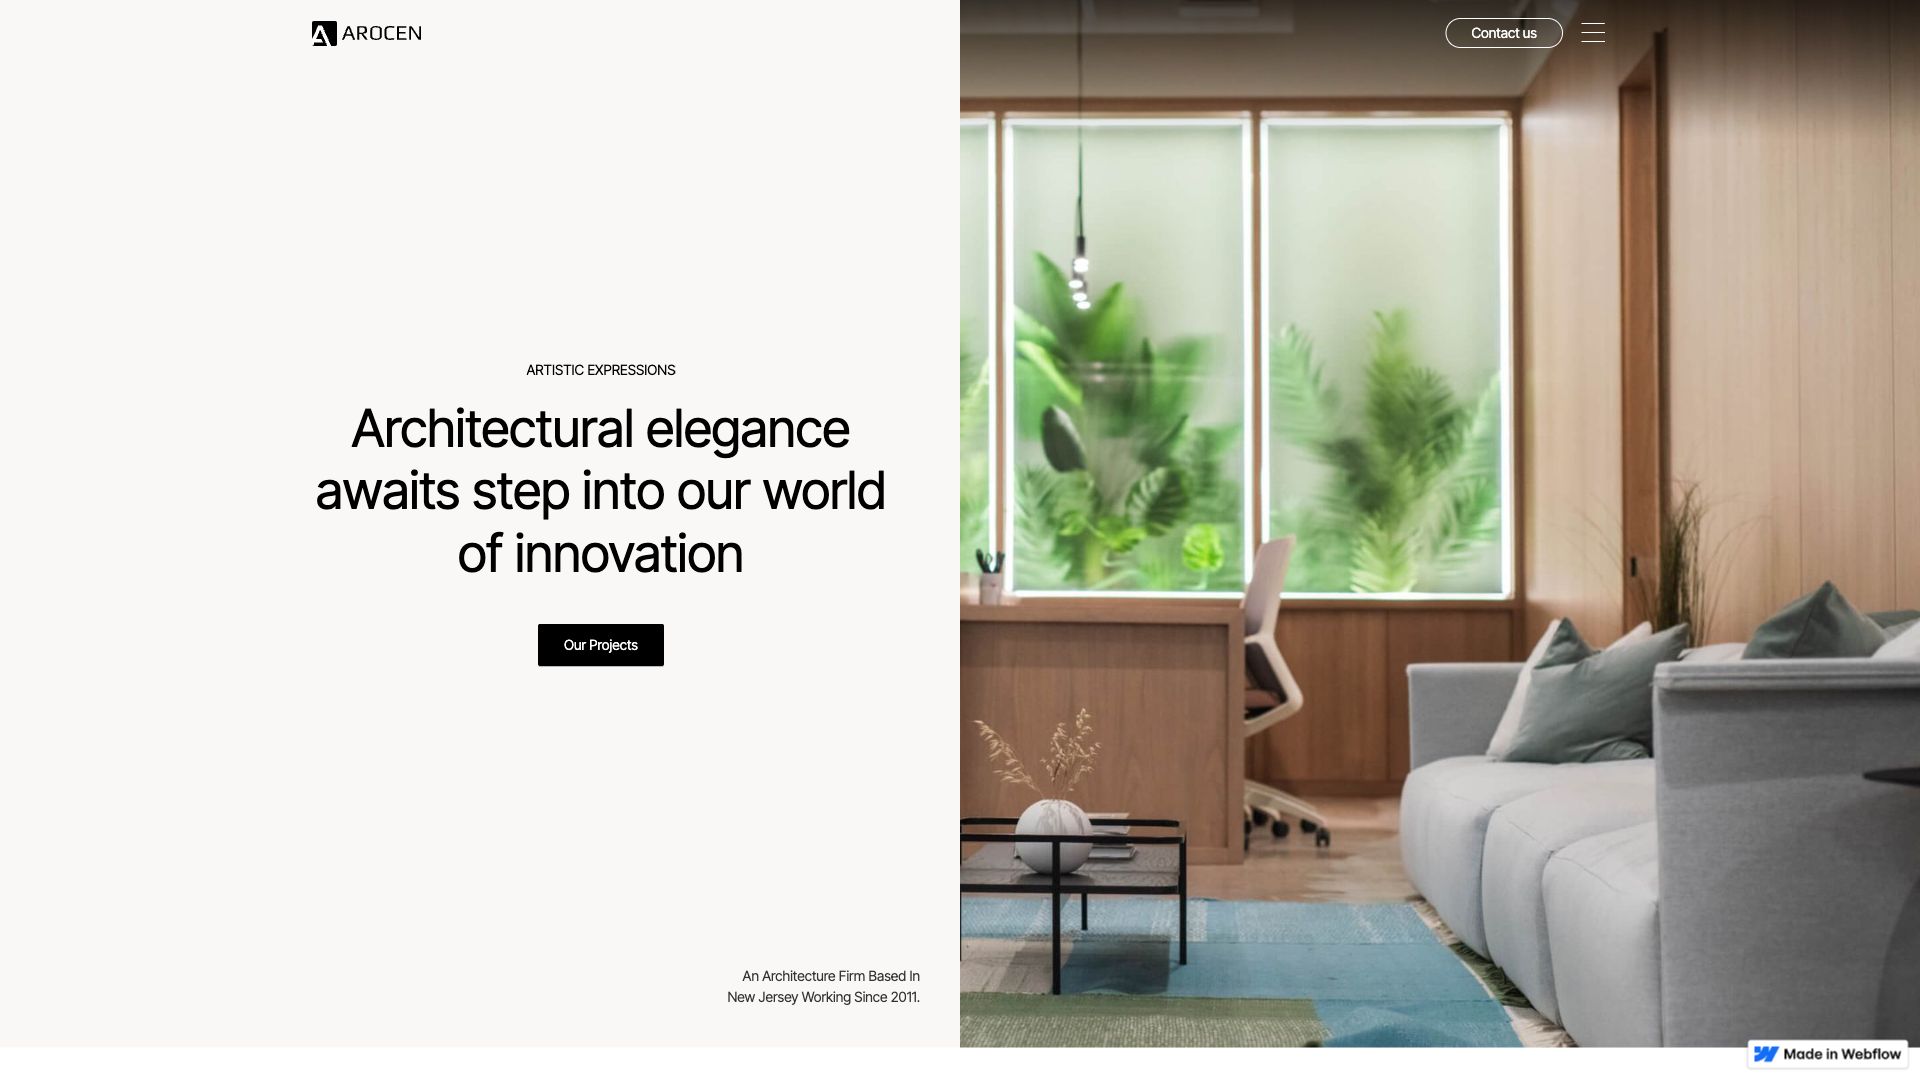 AROCEN
Contact us
ARTISTIC EXPRESSIONS
Architectural elegance
awaits step into our world
of innovation
Our Projects
An Architecture Firm Based In
New Jersey Working Since 2011.
Made in Webflow